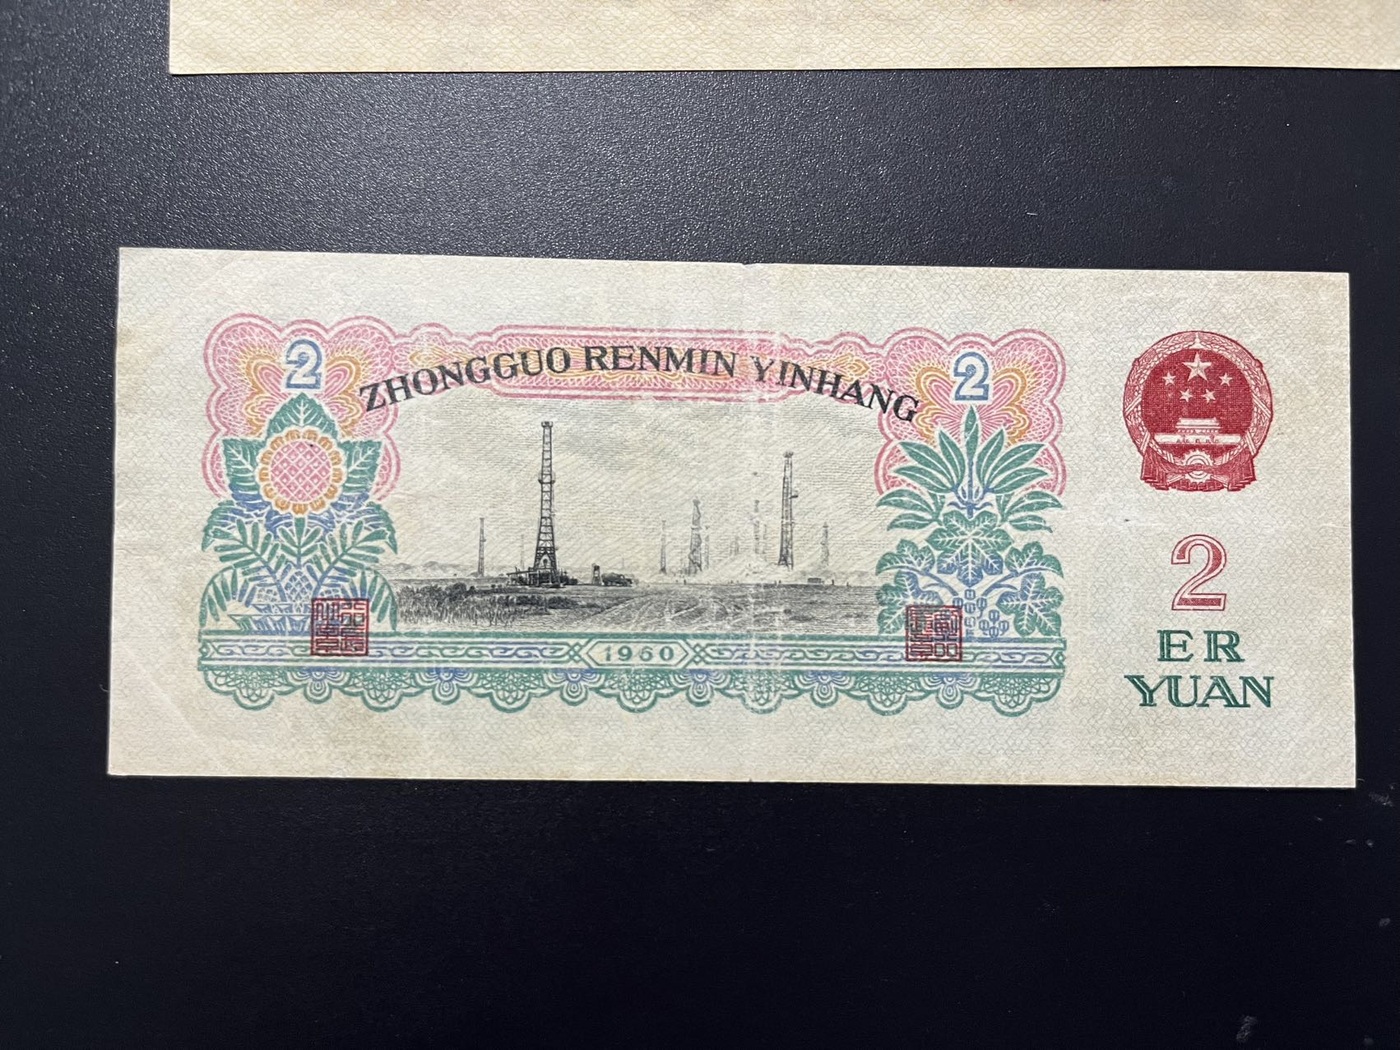 2
ZHONGGUO RENMIN YINHANG
2
1960
2
ER
YUAN